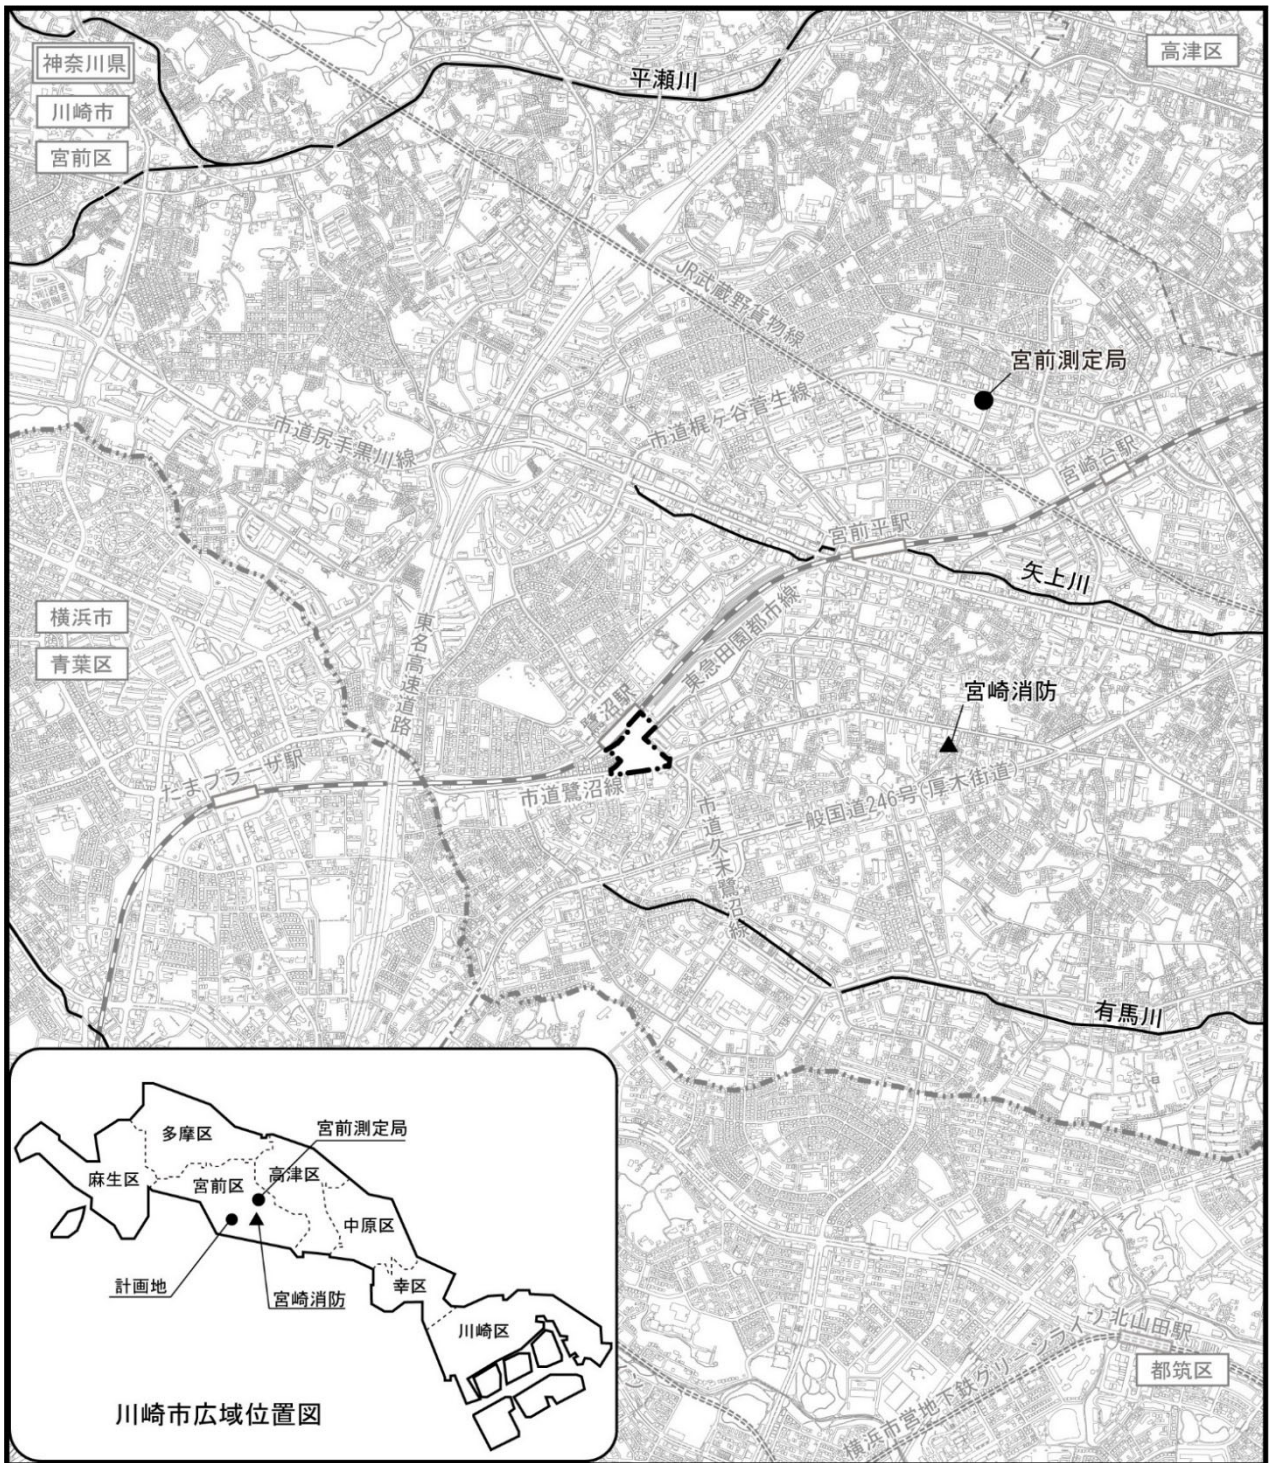 神奈川県
川崎市
宮前区
高津区
平瀬川
JR武蔵野貨物線
宮前測定局
市道尻手黒川線
市道梶ヶ谷菅生線
宮崎台駅
宮前平駅
矢上川
横浜市
青葉区
東名高速道路
東急田園都市線
鷺沼駅
宮崎消防
たまプラーザ駅
市道鷺沼線
市道久末鷺沼線
一般国道246号(厚木街道)
有馬川
北山田駅
都筑区
横浜市営地下鉄グリーンライン
多摩区
宮前測定局
麻生区
宮前区
高津区
中原区
計画地
宮崎消防
幸区
川崎区
川崎市広域位置図